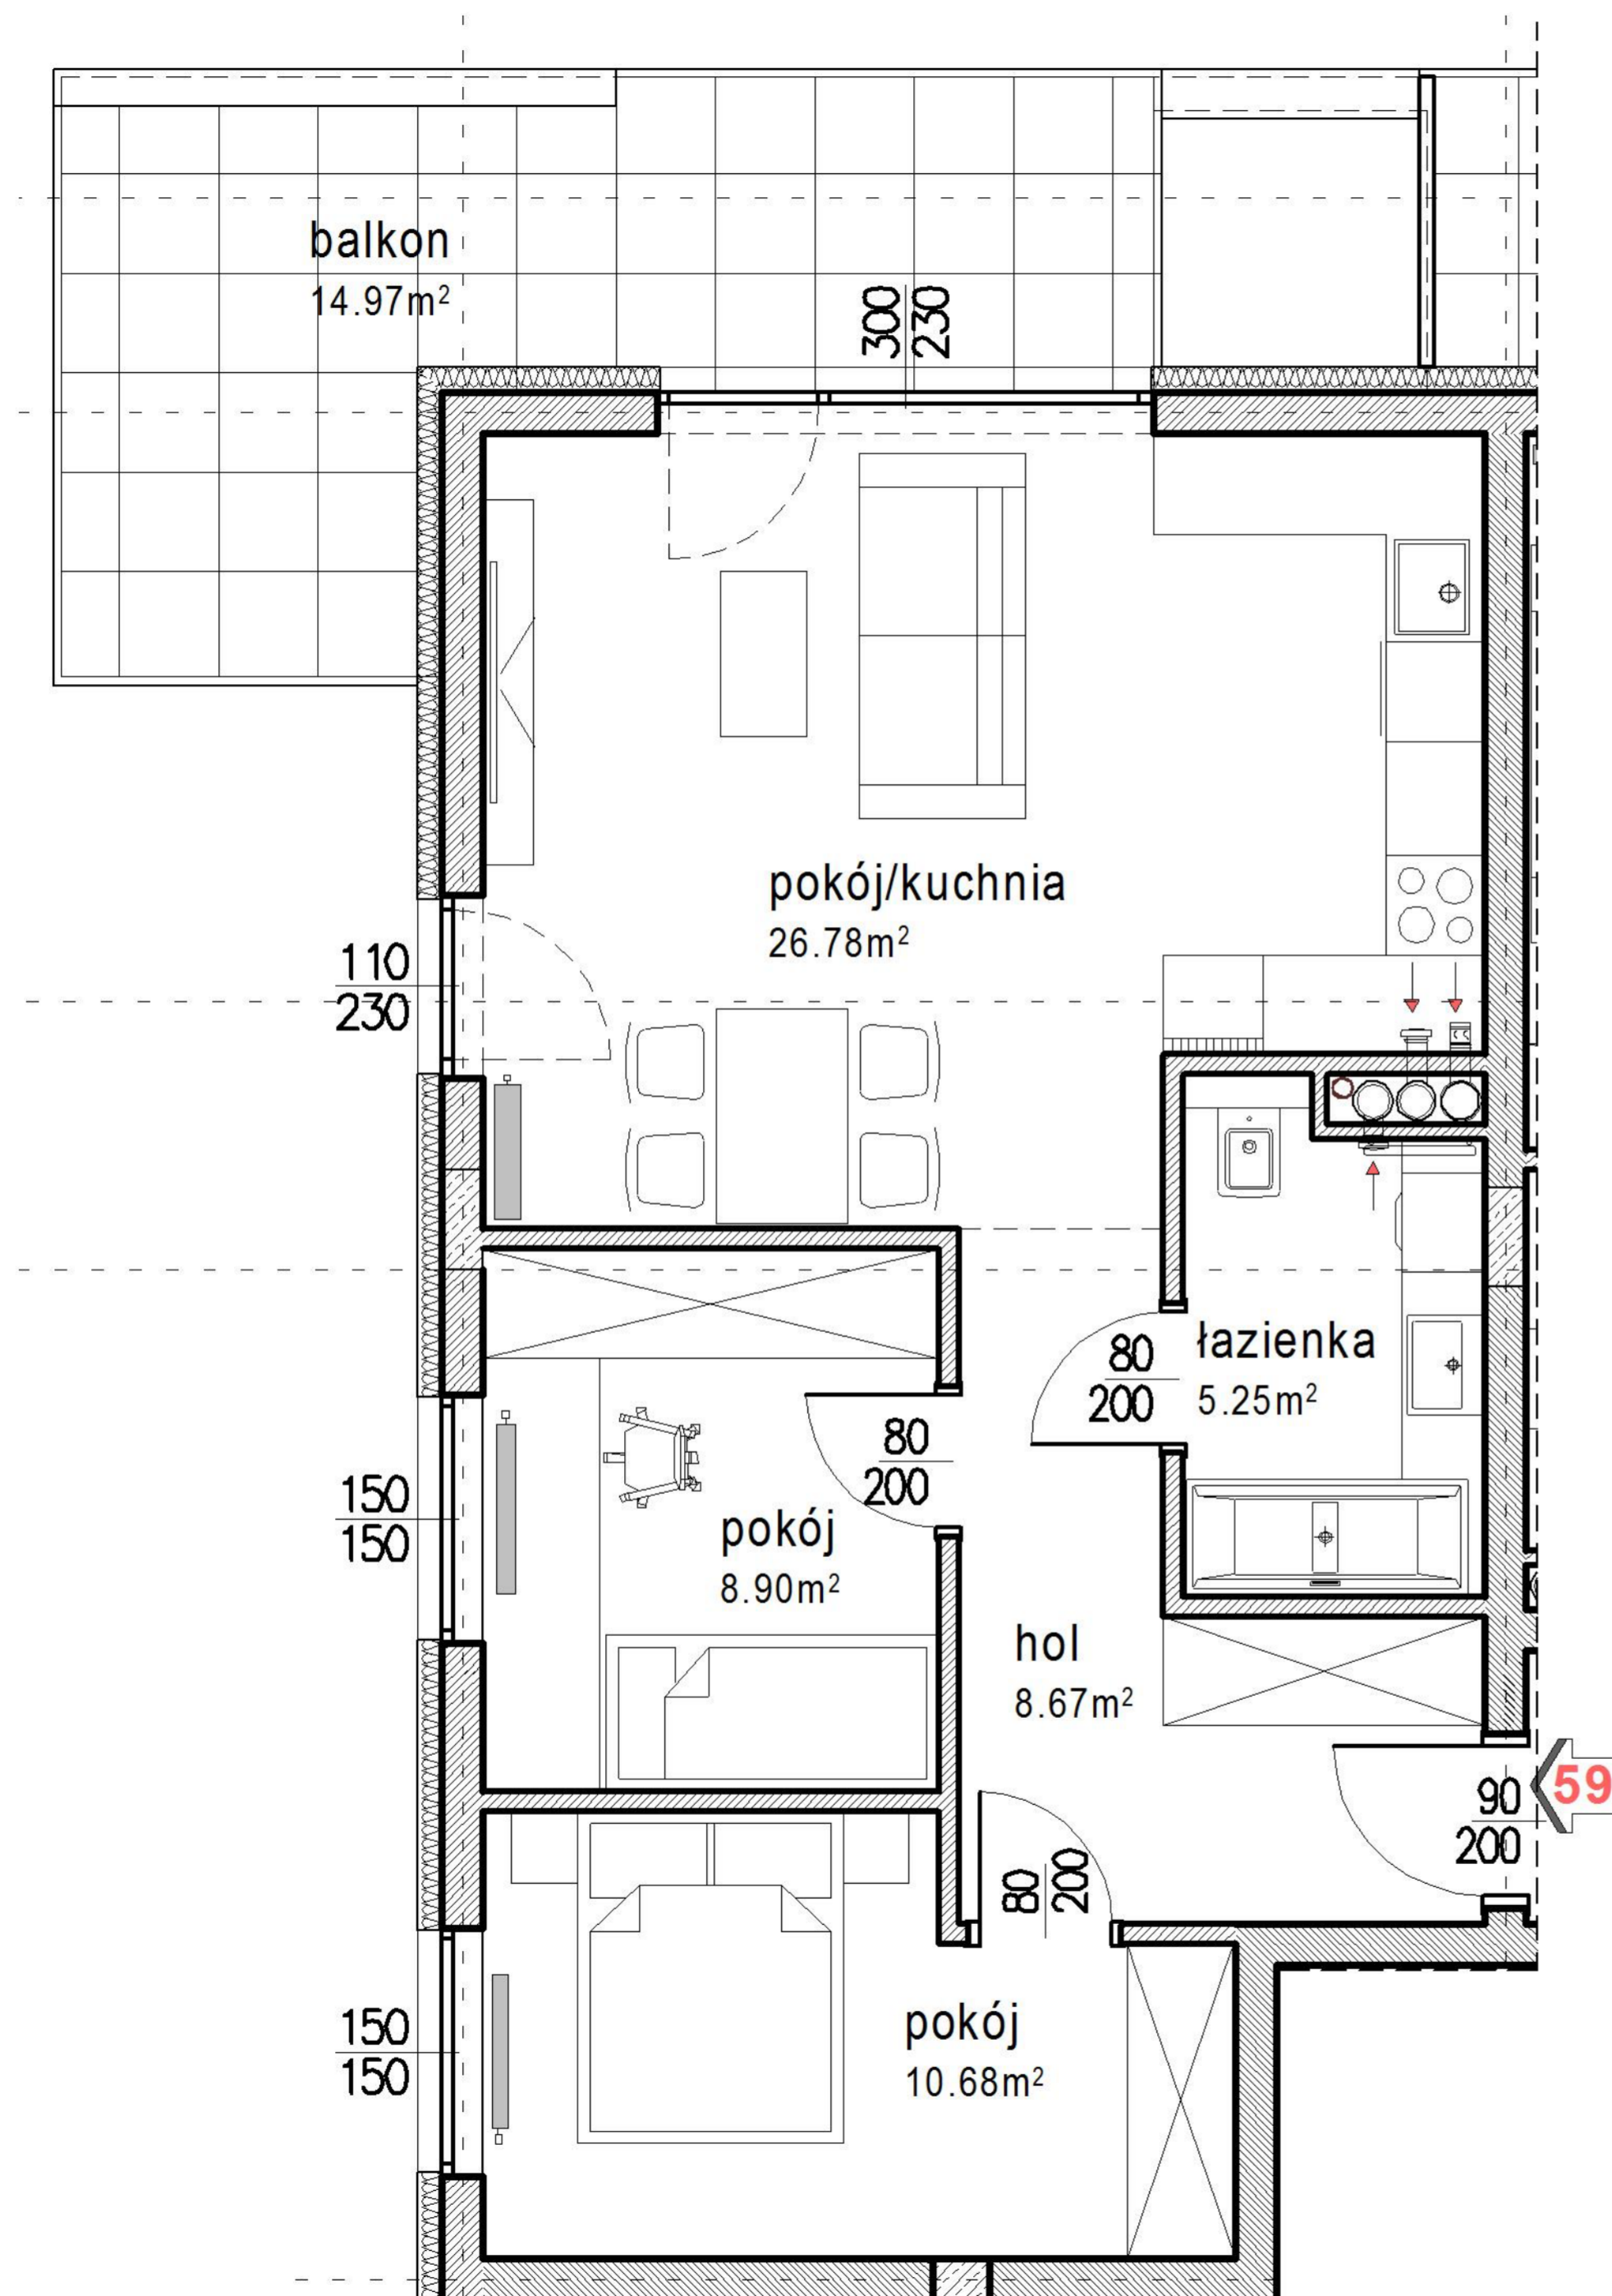 balkon
14.97m²
300
230
pokój/kuchnia
26.78m²
110
230
80
200
łazienka
5.25m²
80
200
150
150
pokój
8.90m²
hol
8.67m²
59
90
200
80
200
150
150
pokój
10.68m²